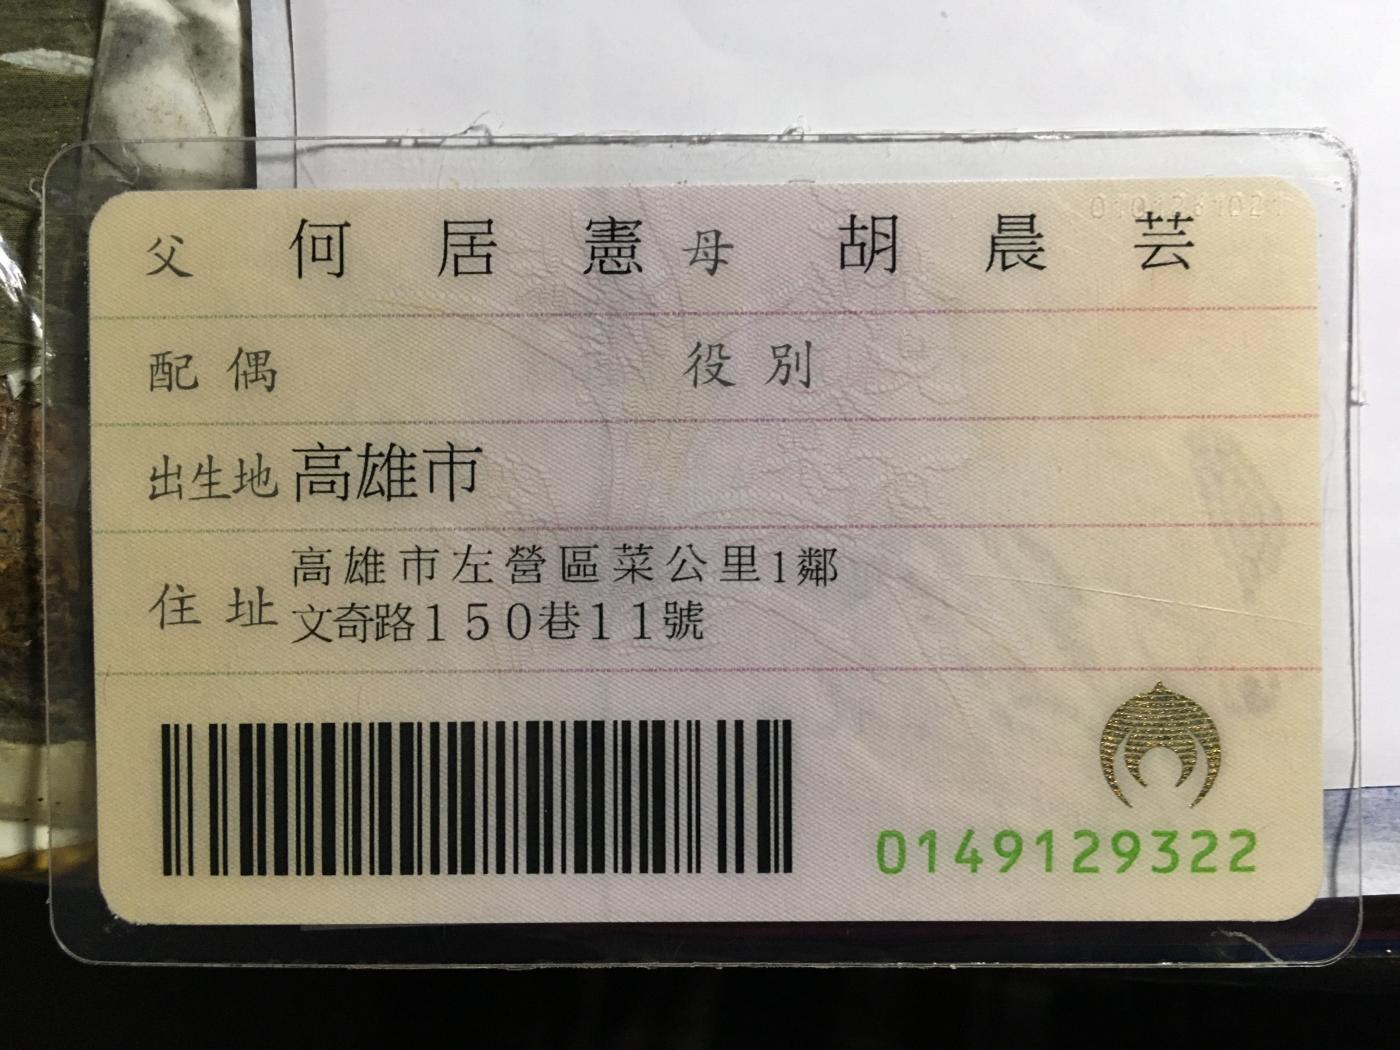 父 何居憲 母 胡晨芸
配偶 役別
出生地 高雄市
住址 高雄市左營區菜公里1鄰
文奇路150巷11號
0149129322